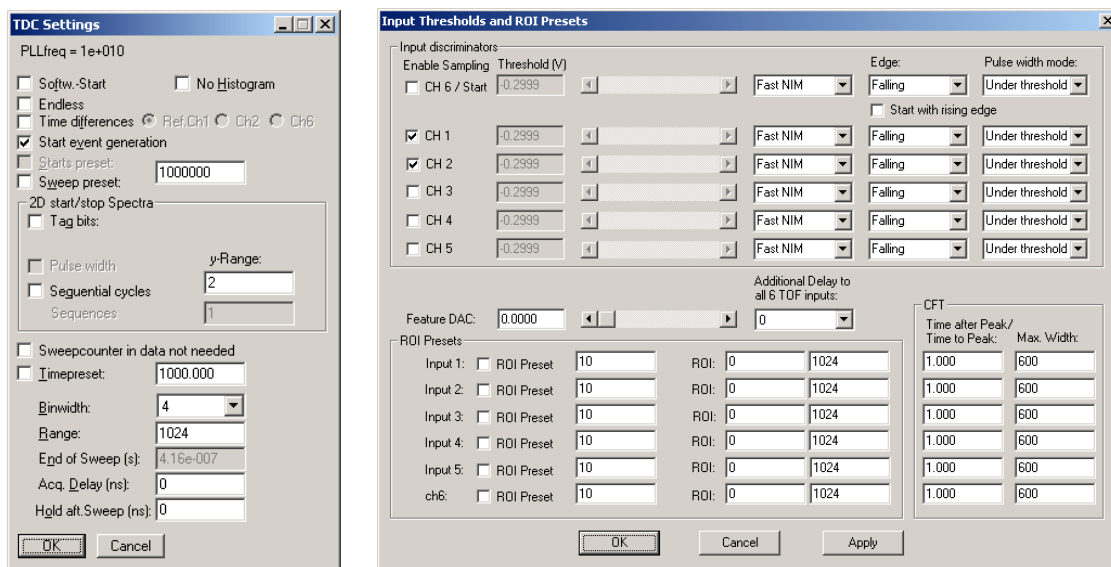 TDC Settings
PLLfreq = 1e+010
Softw.-Start No Histogram
Endless
Time differences Ref.Ch1 Ch2 Ch6
Start event generation
Starts preset:
1000000
Sweep preset:
2D start/stop Spectra
Tag bits:
Pulse width y-Range:
2
Sequential cycles
Sequences 1
Sweepcounter in data not needed
Timepreset: 1000.000
Binwidth: 4
Range: 1024
End of Sweep (s): 4.16e-007
Acq. Delay (ns): 0
Hold aft.Sweep (ns): 0
OK Cancel
Input Thresholds and ROI Presets
Input discriminators
Enable Sampling Threshold (V) Edge: Pulse width mode:
CH 6 / Start -0.2999 Fast NIM Falling Under threshold
Start with rising edge
CH 1 -0.2999 Fast NIM Falling Under threshold
CH 2 -0.2999 Fast NIM Falling Under threshold
CH 3 -0.2999 Fast NIM Falling Under threshold
CH 4 -0.2999 Fast NIM Falling Under threshold
CH 5 -0.2999 Fast NIM Falling Under threshold
Additional Delay to
all 6 TOF inputs:
Feature DAC: 0.0000 0
ROI Presets
CFT
Time after Peak/
Time to Peak: Max. Width:
Input 1: ROI Preset 10 ROI: 0 1024 1.000 600
Input 2: ROI Preset 10 ROI: 0 1024 1.000 600
Input 3: ROI Preset 10 ROI: 0 1024 1.000 600
Input 4: ROI Preset 10 ROI: 0 1024 1.000 600
Input 5: ROI Preset 10 ROI: 0 1024 1.000 600
ch6: ROI Preset 10 ROI: 0 1024 1.000 600
OK Cancel Apply